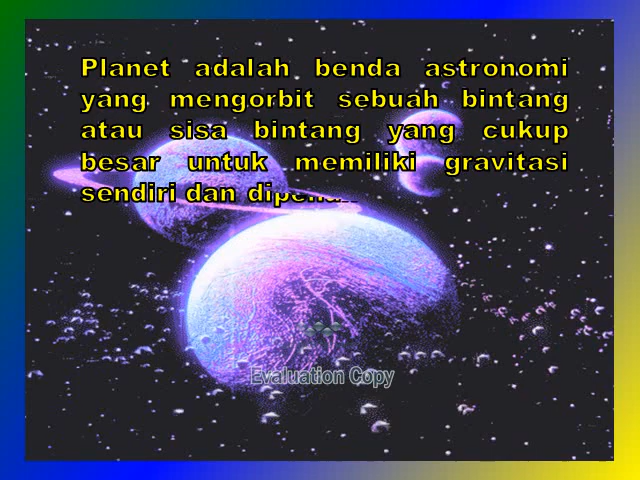 Planet adalah benda astronomi
yang mengorbit sebuah bintang
atau sisa bintang yang cukup
besar untuk memiliki gravitasi
sendiri dan
Evaluation Copy